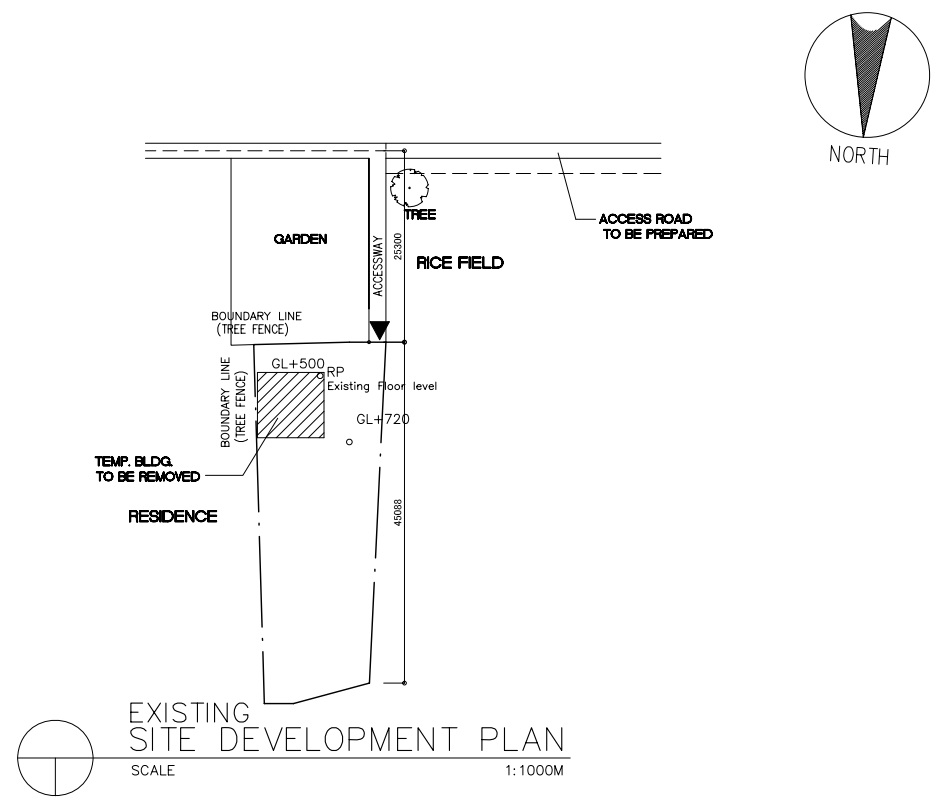 NORTH
TREE
ACCESS ROAD
TO BE PREPARED
GARDEN
ACCESSWAY
25300
RICE FIELD
BOUNDARY LINE
(TREE FENCE)
GL+500
RP
Existing Floor level
BOUNDARY LINE
(TREE FENCE)
GL+720
TEMP. BLDG.
TO BE REMOVED
RESIDENCE
45088
EXISTING
SITE DEVELOPMENT PLAN
SCALE 1:1000M